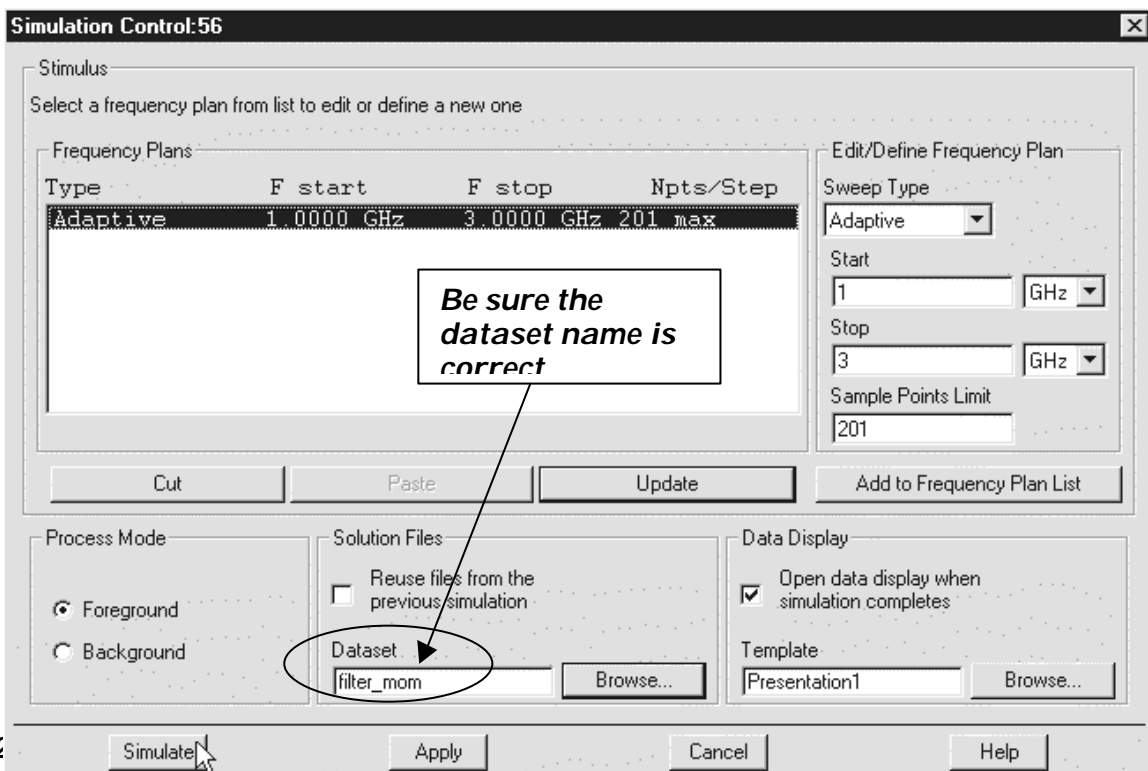 Simulation Control:56
Stimulus
Select a frequency plan from list to edit or define a new one
Frequency Plans
Type F start F stop Npts/Step
Adaptive 1.0000 GHz 3.0000 GHz 201 max
Edit/Define Frequency Plan
Sweep Type
Adaptive
Start
1 GHz
Stop
3 GHz
Sample Points Limit
201
Be sure the
dataset name is
correct
Cut Paste Update Add to Frequency Plan List
Process Mode
Foreground
Background
Solution Files
Reuse files from the
previous simulation
Dataset
filter_mom Browse...
Data Display
Open data display when
simulation completes
Template
Presentation1 Browse...
Simulate Apply Cancel Help